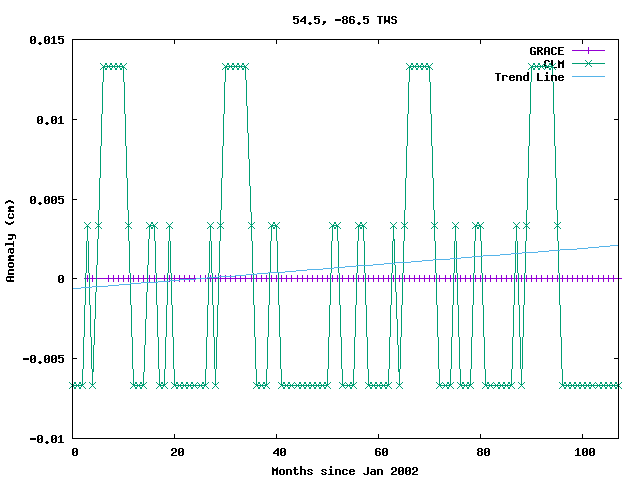 54.5, -86.5 TWS
0.015
GRACE
CLM
Trend Line
0.01
0.005
0
-0.005
-0.01
Anomaly (cm)
0 20 40 60 80 100
Months since Jan 2002